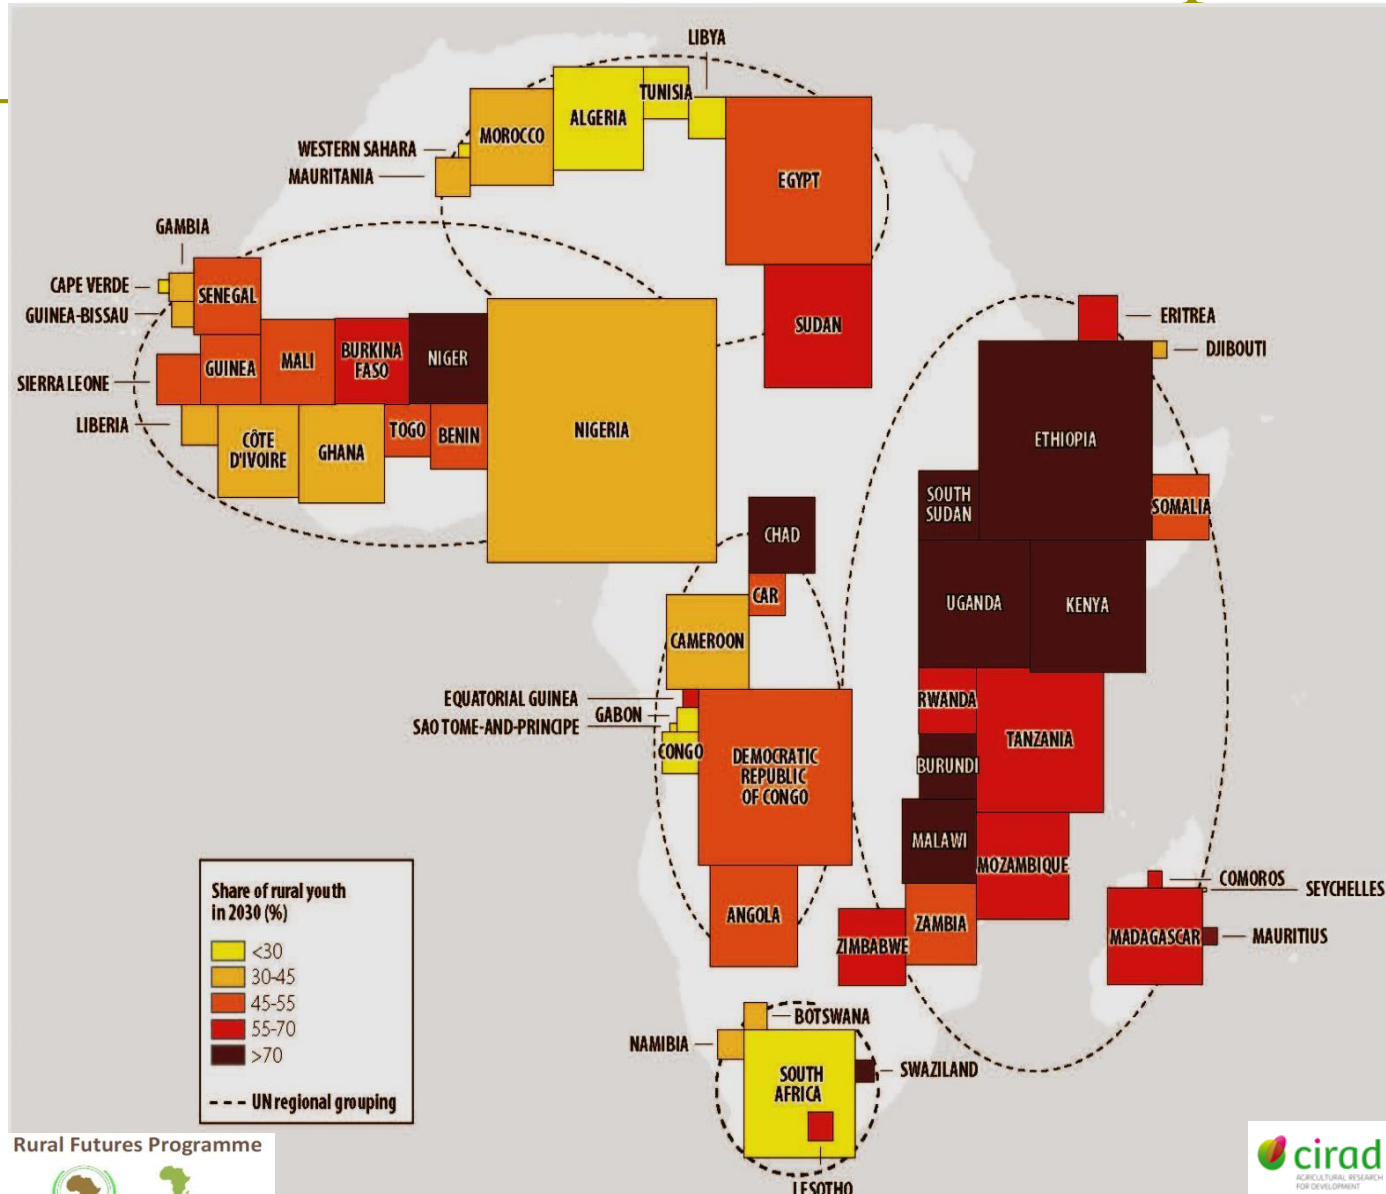 LIBYA
TUNISIA
ALGERIA
MOROCCO
WESTERN SAHARA
MAURITANIA
EGYPT
GAMBIA
CAPE VERDE
SENEGAL
GUINEA-BISSAU
SUDAN
ERITREA
DJIBOUTI
SIERRA LEONE
GUINEA
MALI
BURKINA
FASO
NIGER
LIBERIA
CÔTE
D'IVOIRE
GHANA
TOGO
BENIN
NIGERIA
ETHIOPIA
SOUTH
SUDAN
SOMALIA
CHAD
CAR
UGANDA
KENYA
CAMEROON
EQUATORIAL GUINEA
GABON
SAO TOME-AND-PRINCIPE
CONGO
DEMOCRATIC
REPUBLIC
OF CONGO
RWANDA
TANZANIA
BURUNDI
MALAWI
MOZAMBIQUE
ANGOLA
ZIMBABWE
ZAMBIA
COMOROS
SEYCHELLES
MADAGASCAR
MAURITIUS
Share of rural youth
in 2030 (%)
<30
30-45
45-55
55-70
>70
UN regional grouping
BOTSWANA
NAMIBIA
SOUTH
AFRICA
SWAZILAND
LESOTHO
Rural Futures Programme
cirad
AGRICULTURAL RESEARCH
FOR DEVELOPMENT